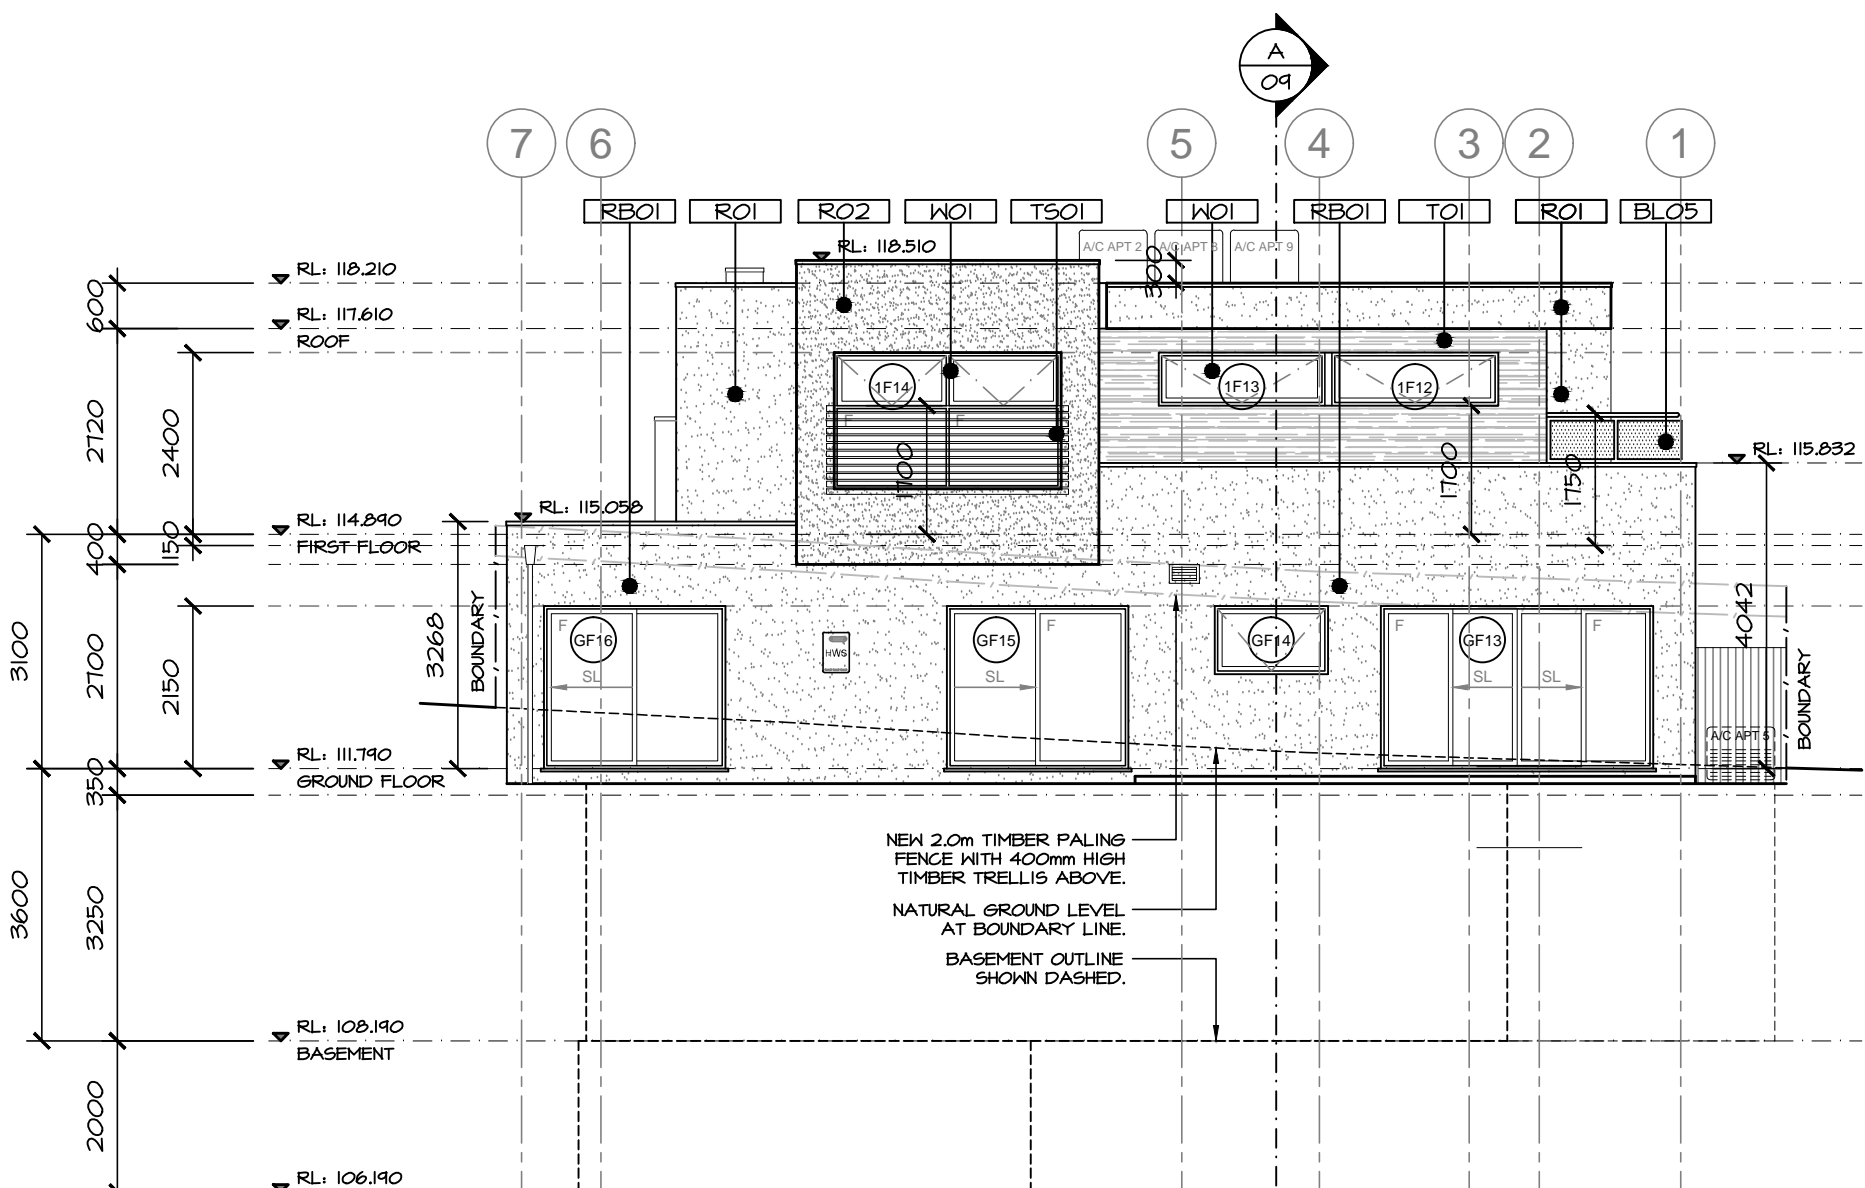 A
09
7
6
5
4
3
2
1
RB01
R01
R02
W01
TS01
W01
RB01
T01
R01
BL05
A/C APT 2
A/C APT 8
A/C APT 9
RL: 118.510
300
RL: 118.210
600
RL: 117.610
ROOF
1F14
1F13
1F12
F
F
2720
2400
1700
1700
1750
RL: 115.832
RL: 115.058
RL: 114.890
FIRST FLOOR
400
150
3100
2700
2150
3268
BOUNDARY
4042
BOUNDARY
F
GF16
SL
HWS
GF15
F
SL
GF14
F
GF13
F
SL
SL
A/C APT 5
RL: 111.790
GROUND FLOOR
350
NEW 2.0m TIMBER PALING
FENCE WITH 400mm HIGH
TIMBER TRELLIS ABOVE.
NATURAL GROUND LEVEL
AT BOUNDARY LINE.
BASEMENT OUTLINE
SHOWN DASHED.
3600
3250
RL: 108.190
BASEMENT
2000
RL: 106.190